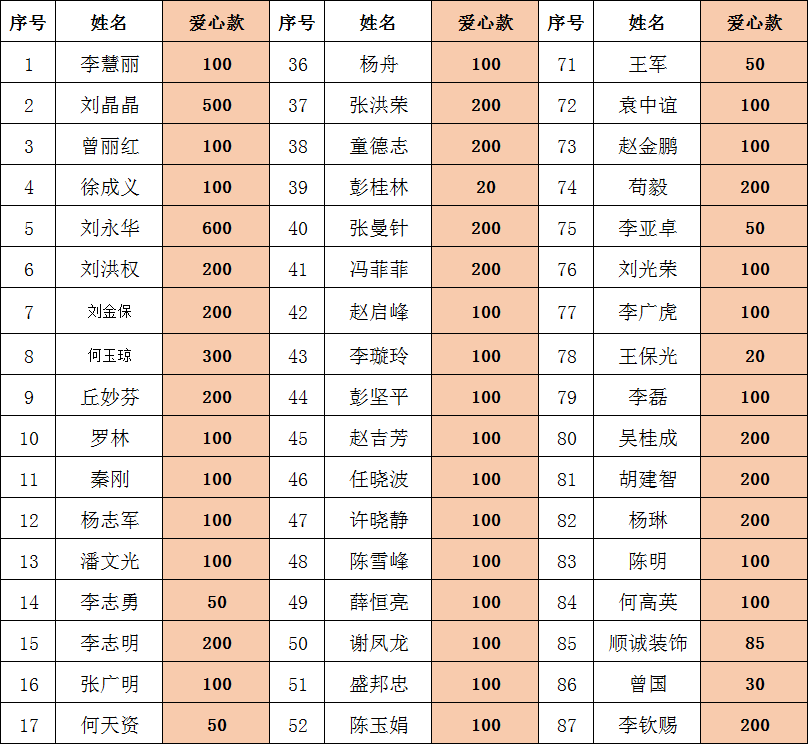 序号 姓名 爱心款 序号 姓名 爱心款 序号 姓名 爱心款
1 李慧丽 100 36 杨舟 100 71 王军 50
2 刘晶晶 500 37 张洪荣 200 72 袁中谊 100
3 曾丽红 100 38 童德志 200 73 赵金鹏 100
4 徐成义 100 39 彭桂林 20 74 荀毅 200
5 刘永华 600 40 张曼针 200 75 李亚卓 50
6 刘洪权 200 41 冯菲菲 200 76 刘光荣 100
7 刘金保 200 42 赵启峰 100 77 李广虎 100
8 何玉琼 300 43 李璇玲 100 78 王保光 20
9 丘妙芬 200 44 彭坚平 100 79 李磊 100
10 罗林 100 45 赵吉芳 100 80 吴桂成 200
11 秦刚 100 46 任晓波 100 81 胡建智 200
12 杨志军 100 47 许晓静 100 82 杨琳 200
13 潘文光 100 48 陈雪峰 100 83 陈明 100
14 李志勇 50 49 薛恒亮 100 84 何高英 100
15 李志明 200 50 谢凤龙 100 85 顺诚装饰 85
16 张广明 100 51 盛邦忠 100 86 曾国 30
17 何天资 50 52 陈玉娟 100 87 李钦赐 200